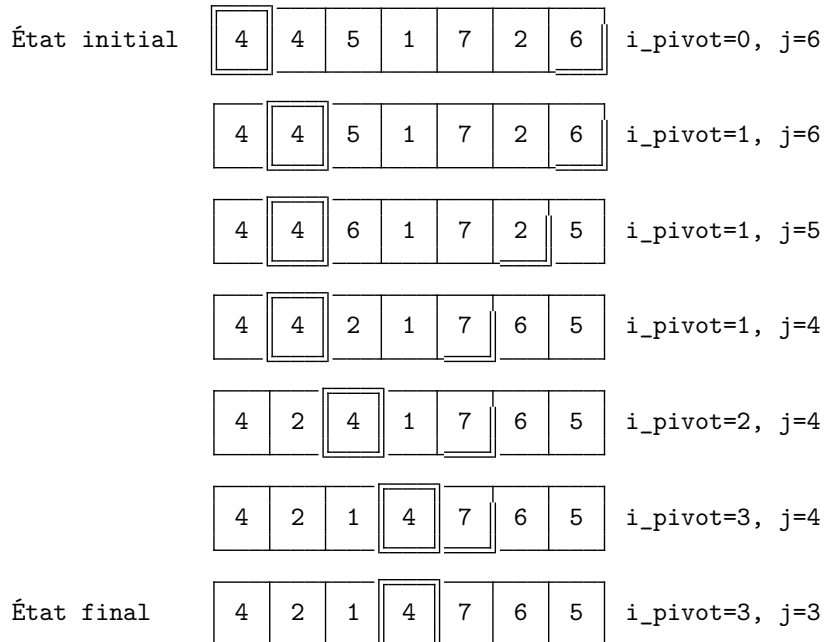 État initial 4 4 5 1 7 2 6 i_pivot=0, j=6
4 4 5 1 7 2 6 i_pivot=1, j=6
4 4 6 1 7 2 5 i_pivot=1, j=5
4 4 2 1 7 6 5 i_pivot=1, j=4
4 2 4 1 7 6 5 i_pivot=2, j=4
4 2 1 4 7 6 5 i_pivot=3, j=4
État final 4 2 1 4 7 6 5 i_pivot=3, j=3